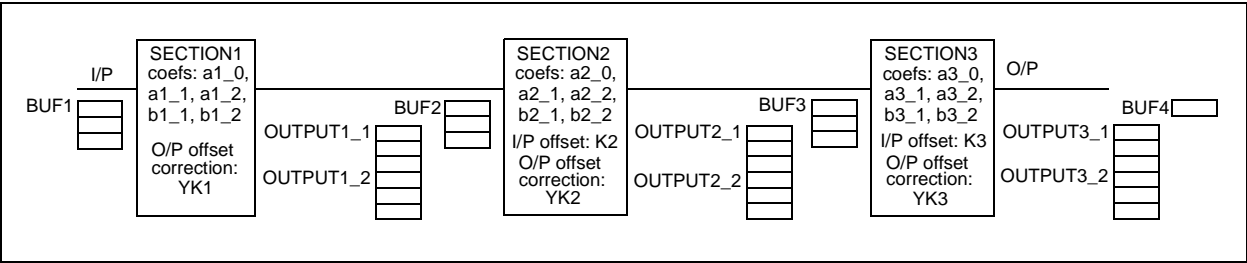 I/P
BUF1
SECTION1
coefs: a1_0,
a1_1, a1_2,
b1_1, b1_2
O/P offset
correction:
YK1
OUTPUT1_1
OUTPUT1_2
BUF2
SECTION2
coefs: a2_0,
a2_1, a2_2,
b2_1, b2_2
I/P offset: K2
O/P offset
correction:
YK2
OUTPUT2_1
OUTPUT2_2
BUF3
SECTION3
coefs: a3_0,
a3_1, a3_2,
b3_1, b3_2
I/P offset: K3
O/P offset
correction:
YK3
O/P
OUTPUT3_1
OUTPUT3_2
BUF4